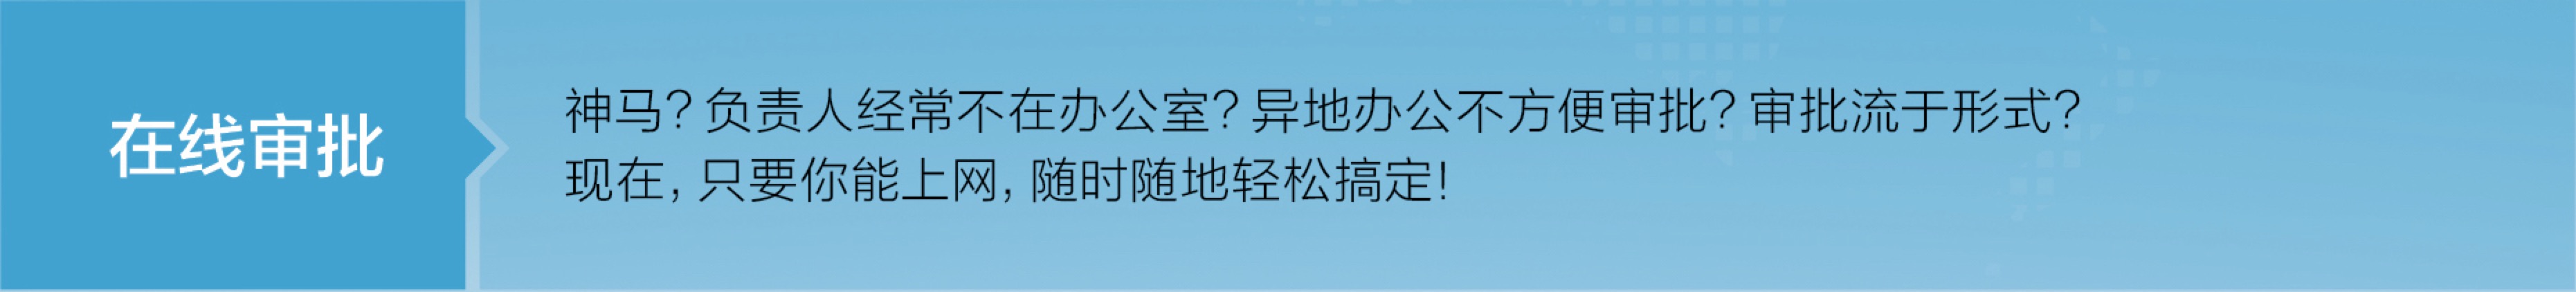 在线审批
神马?负责人经常不在办公室?异地办公不方便审批?审批流于形式?
现在,只要你能上网,随时随地轻松搞定!